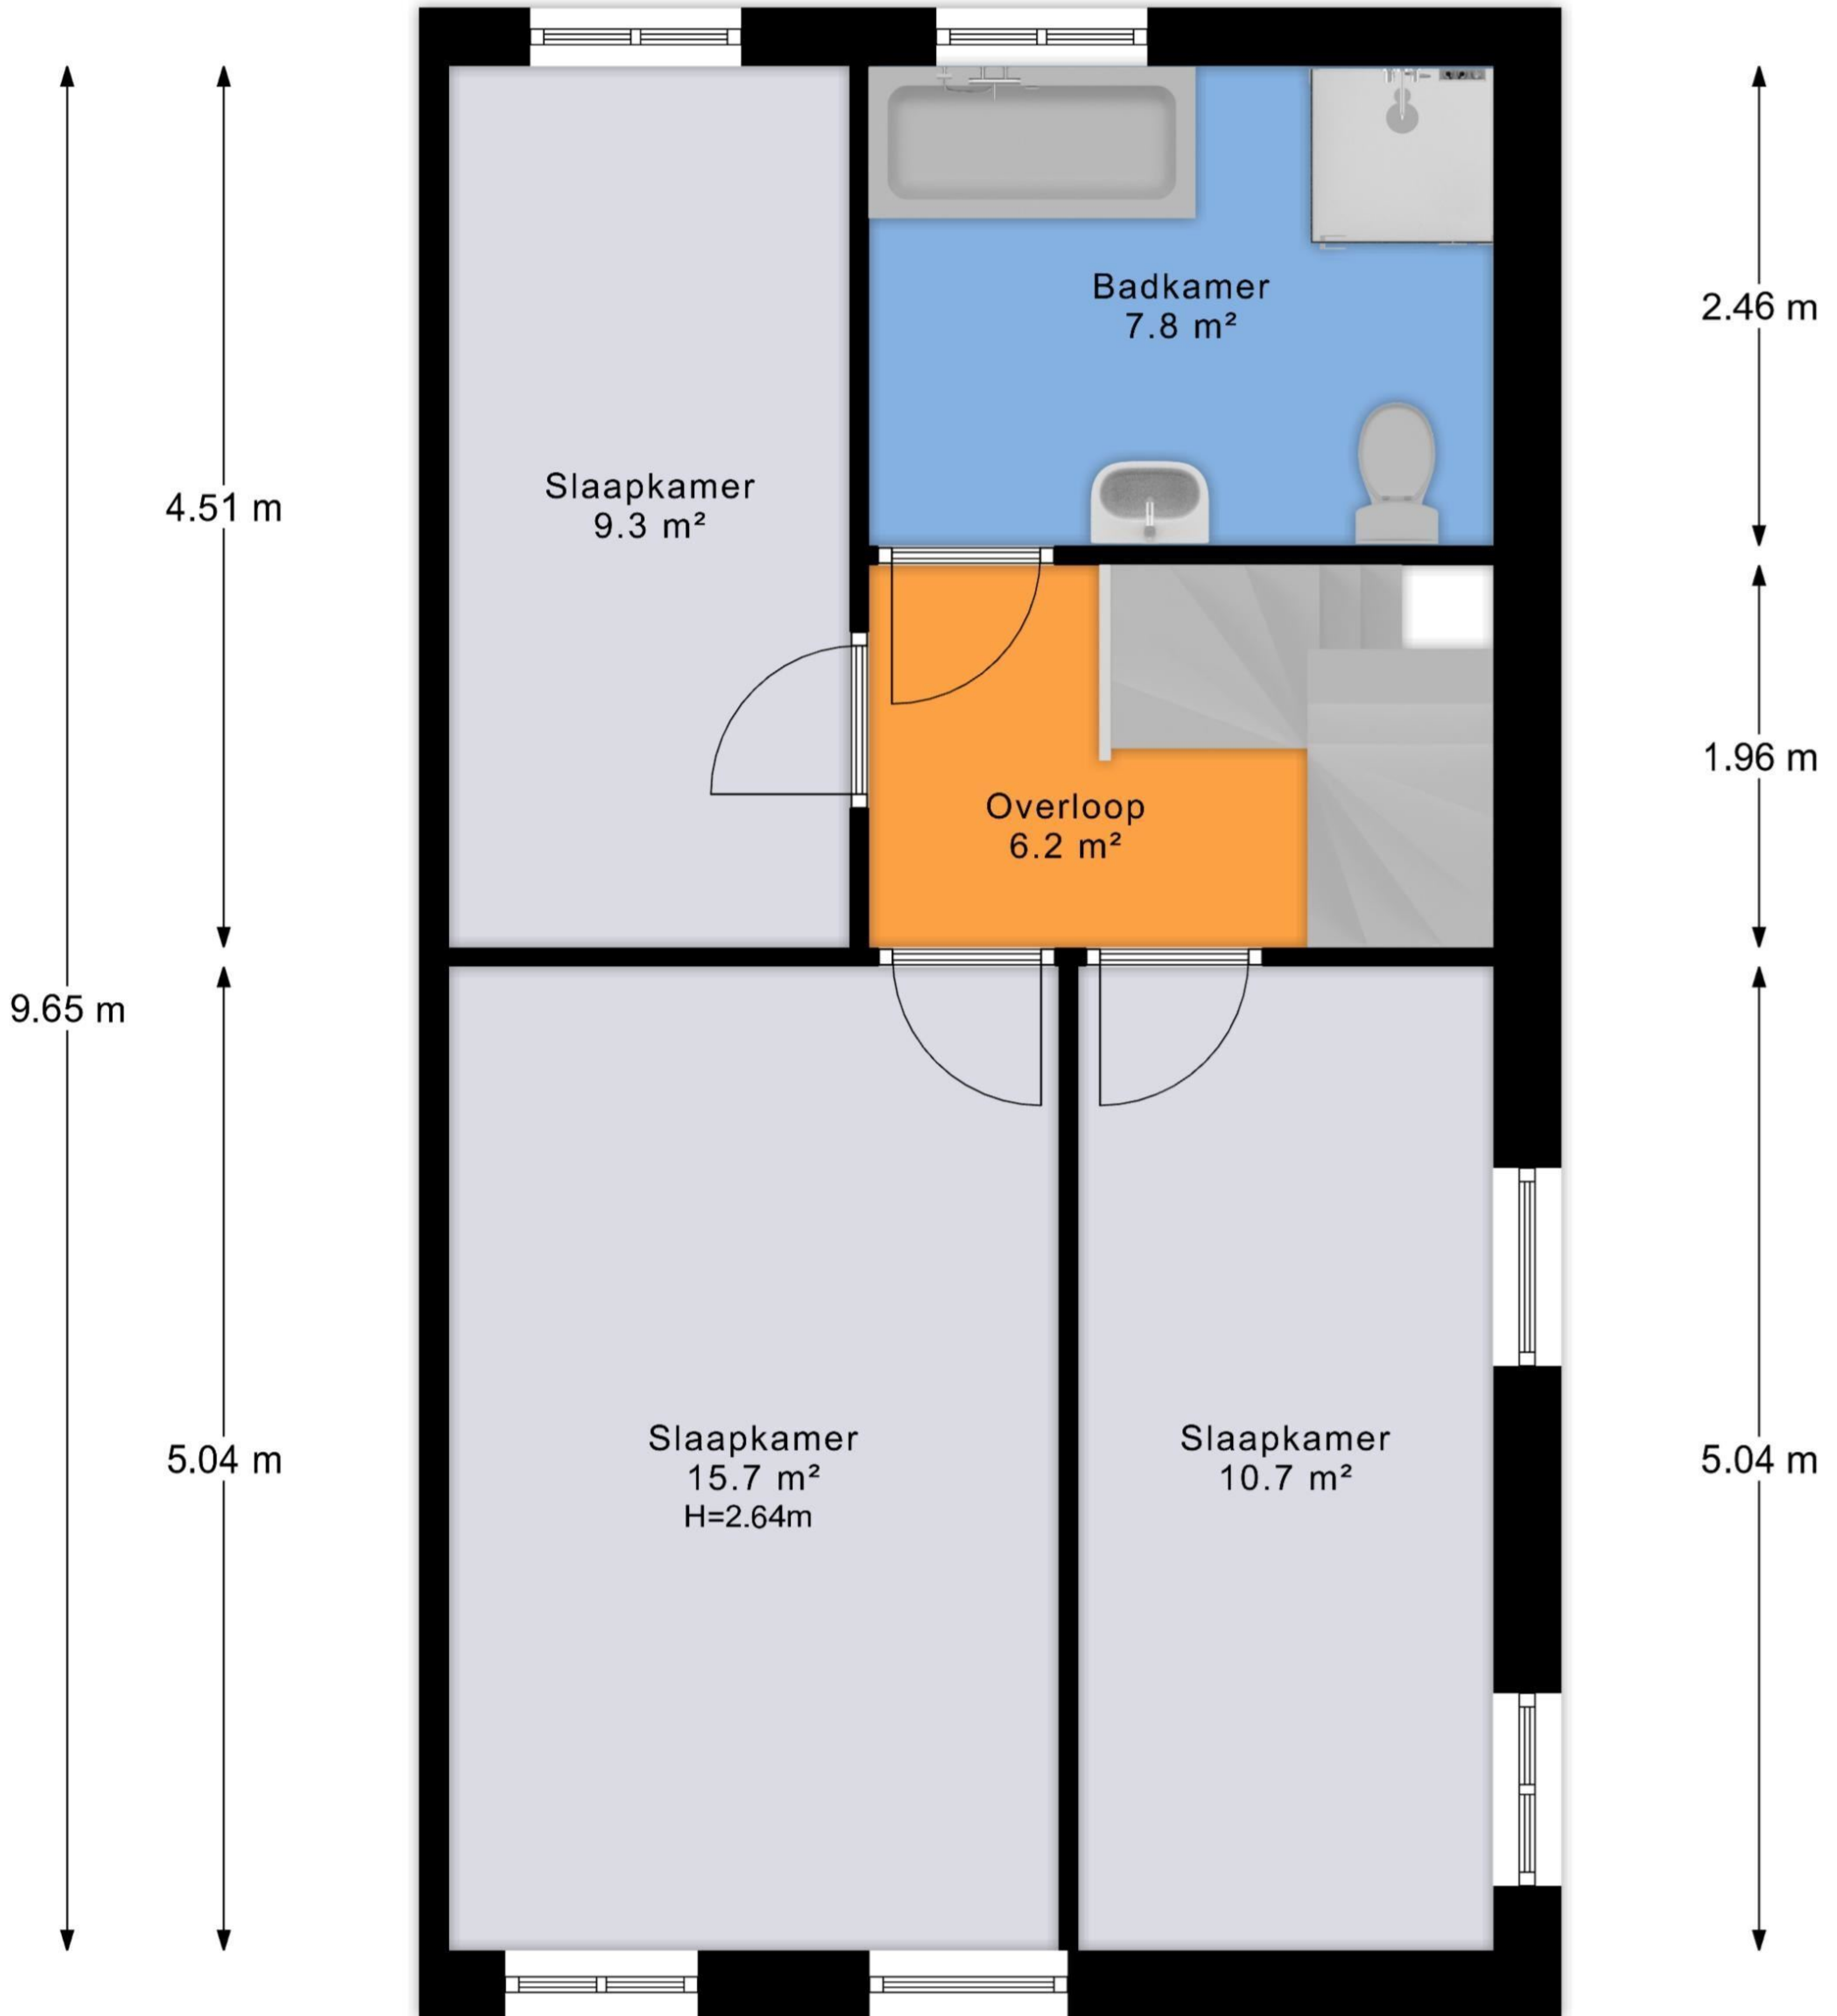 Badkamer
7.8 m²
2.46 m
Slaapkamer
9.3 m²
4.51 m
1.96 m
Overloop
6.2 m²
9.65 m
Slaapkamer
15.7 m²
H=2.64m
Slaapkamer
10.7 m²
5.04 m
5.04 m